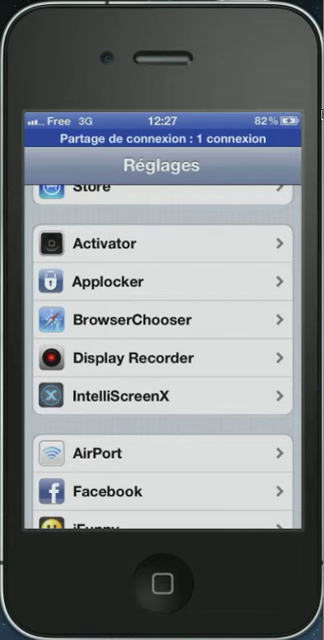 Free 3G 12:27 82%
Partage de connexion : 1 connexion
Réglages
Store
Activator
Applocker
BrowserChooser
Display Recorder
IntelliScreenX
AirPort
Facebook
iFunny